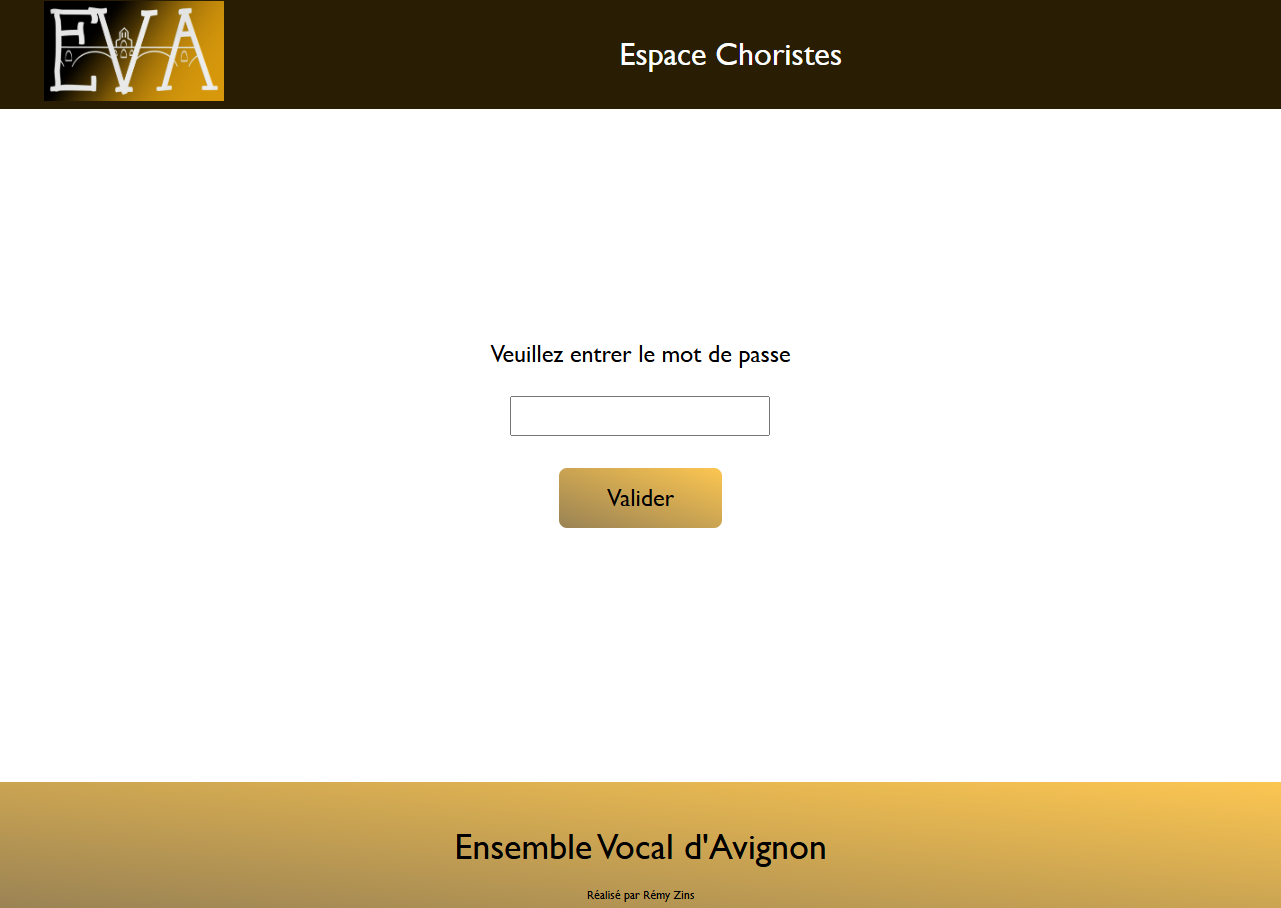 EVA
Espace Choristes
Veuillez entrer le mot de passe
Valider
Ensemble Vocal d'Avignon
Réalisé par Rémy Zins